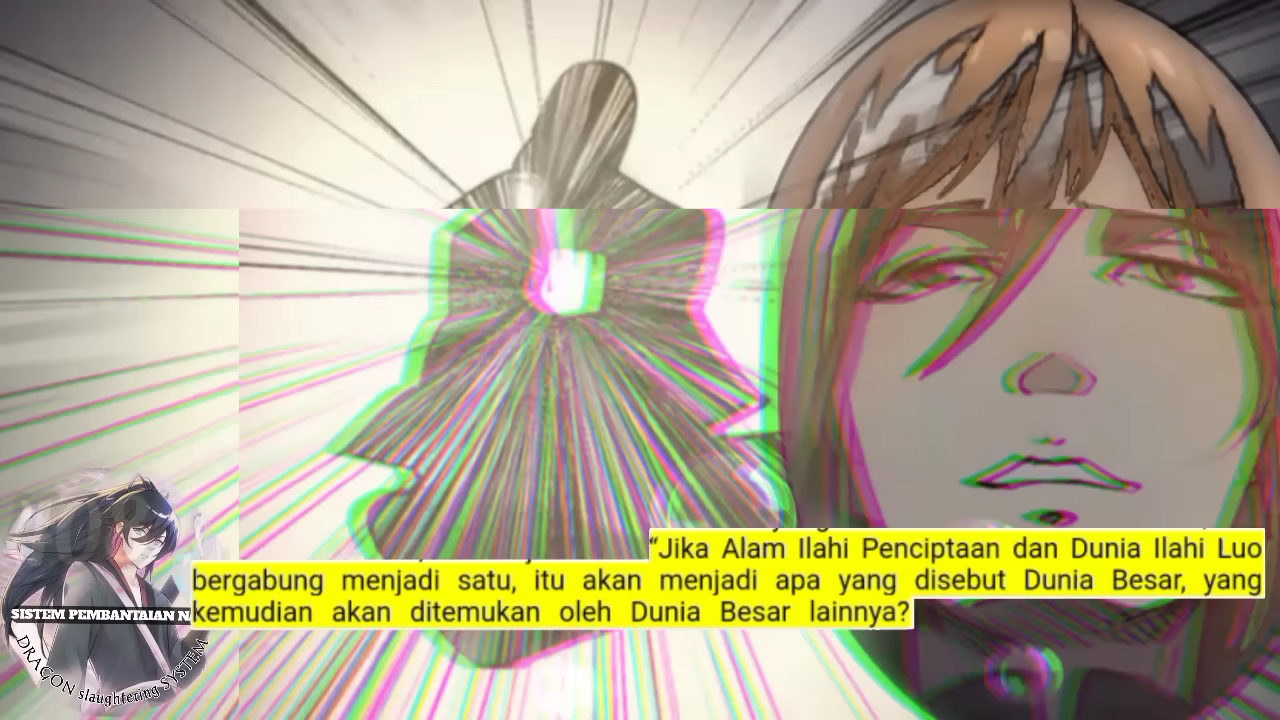 “Jika Alam Ilahi Penciptaan dan Dunia Ilahi Luo
bergabung menjadi satu, itu akan menjadi apa yang disebut Dunia Besar, yang
kemudian akan ditemukan oleh Dunia Besar lainnya?
SISTEM PEMBANTAIAN NA
DRAGON slaughtering SYSTEM